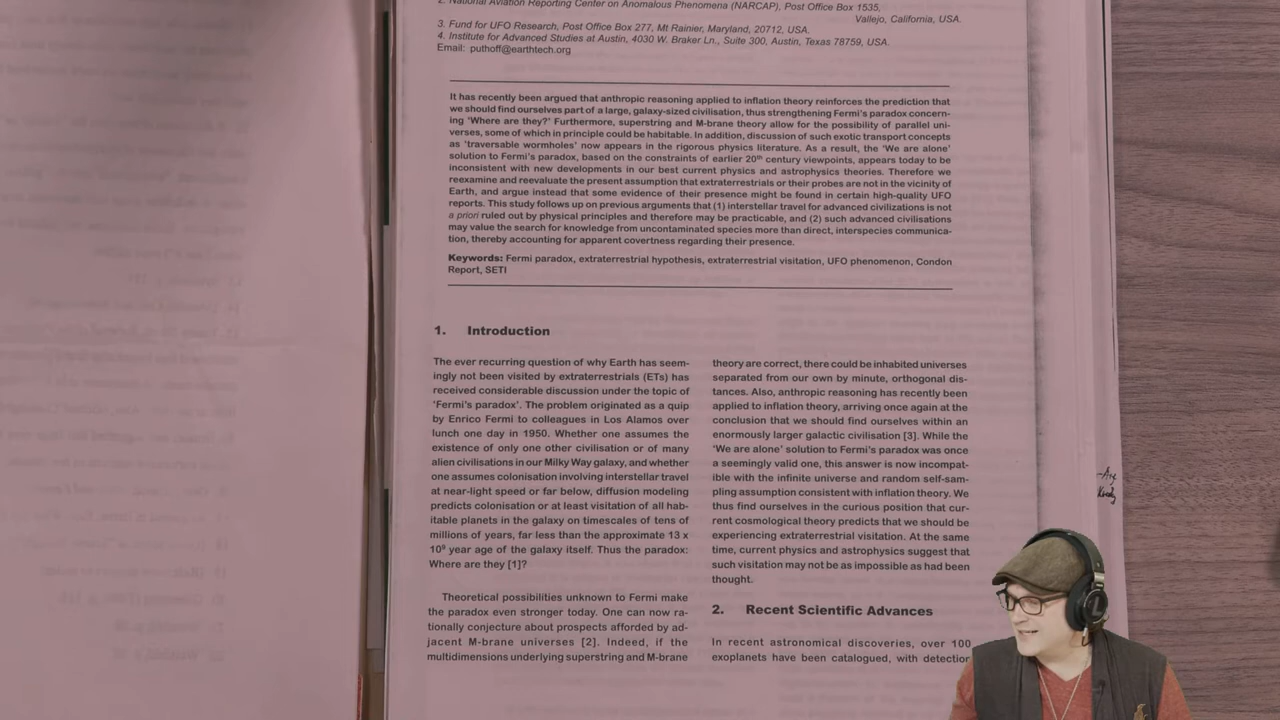 2. National Aviation Reporting Center on Anomalous Phenomena (NARCAP), Post Office Box 1535,
Vallejo, California, USA.
3. Fund for UFO Research, Post Office Box 277, Mt Rainier, Maryland, 20712, USA.
4. Institute for Advanced Studies at Austin, 4030 W. Braker Ln., Suite 300, Austin, Texas 78759, USA.
Email: puthoff@earthtech.org
It has recently been argued that anthropic reasoning applied to inflation theory reinforces the prediction that
we should find ourselves part of a large, galaxy-sized civilisation, thus strengthening Fermi's paradox concern-
ing 'Where are they?' Furthermore, superstring and M-brane theory allow for the possibility of parallel uni-
verses, some of which in principle could be habitable. In addition, discussion of such exotic transport concepts
as 'traversable wormholes' now appears in the rigorous physics literature. As a result, the 'We are alone'
solution to Fermi's paradox, based on the constraints of earlier 20th century viewpoints, appears today to be
inconsistent with new developments in our best current physics and astrophysics theories. Therefore we
reexamine and reevaluate the present assumption that extraterrestrials or their probes are not in the vicinity of
Earth, and argue instead that some evidence of their presence might be found in certain high-quality UFO
reports. This study follows up on previous arguments that (1) interstellar travel for advanced civilizations is not
a priori ruled out by physical principles and therefore may be practicable, and (2) such advanced civilisations
may value the search for knowledge from uncontaminated species more than direct, interspecies communica-
tion, thereby accounting for apparent covertness regarding their presence.
Keywords: Fermi paradox, extraterrestrial hypothesis, extraterrestrial visitation, UFO phenomenon, Condon
Report, SETI
1. Introduction
The ever recurring question of why Earth has seem-
ingly not been visited by extraterrestrials (ETs) has
received considerable discussion under the topic of
'Fermi's paradox'. The problem originated as a quip
by Enrico Fermi to colleagues in Los Alamos over
lunch one day in 1950. Whether one assumes the
existence of only one other civilisation or of many
alien civilisations in our Milky Way galaxy, and whether
one assumes colonisation involving interstellar travel
at near-light speed or far below, diffusion modeling
predicts colonisation or at least visitation of all hab-
itable planets in the galaxy on timescales of tens of
millions of years, far less than the approximate 13 x
10⁹ year age of the galaxy itself. Thus the paradox:
Where are they [1]?
Theoretical possibilities unknown to Fermi make
the paradox even stronger today. One can now ra-
tionally conjecture about prospects afforded by ad-
jacent M-brane universes [2]. Indeed, if the
multidimensions underlying superstring and M-brane
theory are correct, there could be inhabited universes
separated from our own by minute, orthogonal dis-
tances. Also, anthropic reasoning has recently been
applied to inflation theory, arriving once again at the
conclusion that we should find ourselves within an
enormously larger galactic civilisation [3]. While the
'We are alone' solution to Fermi's paradox was once
a seemingly valid one, this answer is now incompat-
ible with the infinite universe and random self-sam-
pling assumption consistent with inflation theory. We
thus find ourselves in the curious position that cur-
rent cosmological theory predicts that we should be
experiencing extraterrestrial visitation. At the same
time, current physics and astrophysics suggest that
such visitation may not be as impossible as had been
thought.
2. Recent Scientific Advances
In recent astronomical discoveries, over 100
exoplanets have been catalogued, with detection